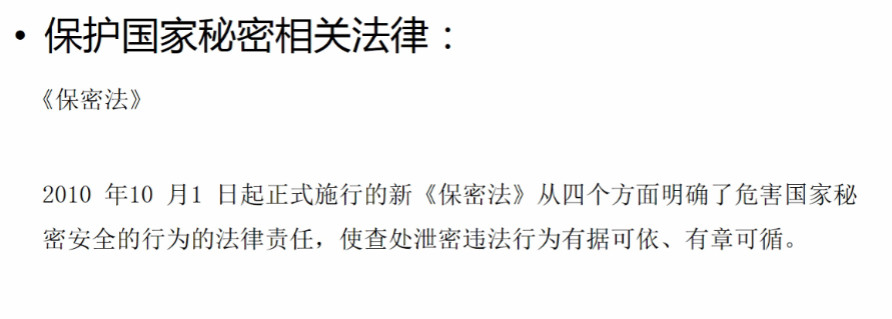 • 保护国家秘密相关法律：
《保密法》
2010 年10 月1 日起正式施行的新《保密法》从四个方面明确了危害国家秘
密安全的行为的法律责任，使查处泄密违法行为有据可依、有章可循。